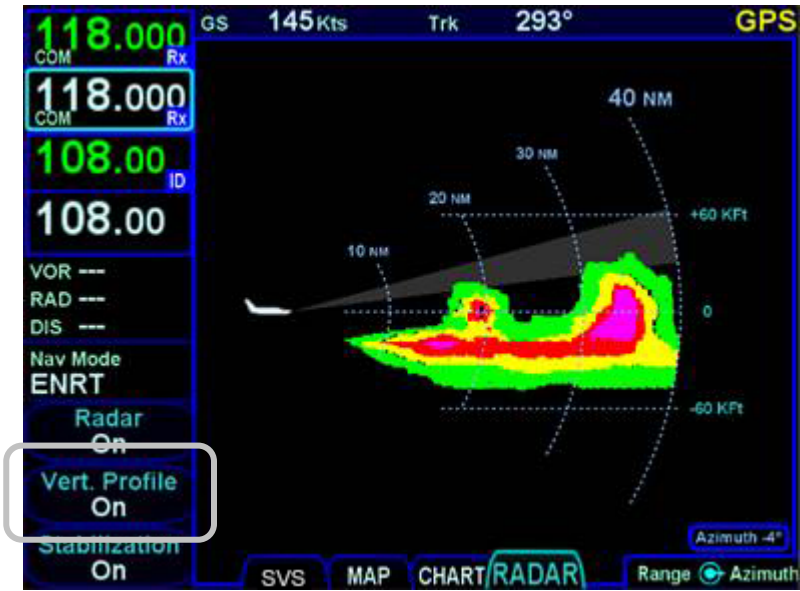 118.000
COM Rx
118.000
COM Rx
108.00
ID
108.00
VOR ---
RAD ---
DIS ---
Nav Mode
ENRT
Radar
On
Vert. Profile
On
Stabilization
On
GS 145Kts Trk 293° GPS
40 NM
30 NM
20 NM
10 NM
+60 KFt
0
-60 KFt
Azimuth -4°
SVS MAP CHART RADAR Range Azimuth